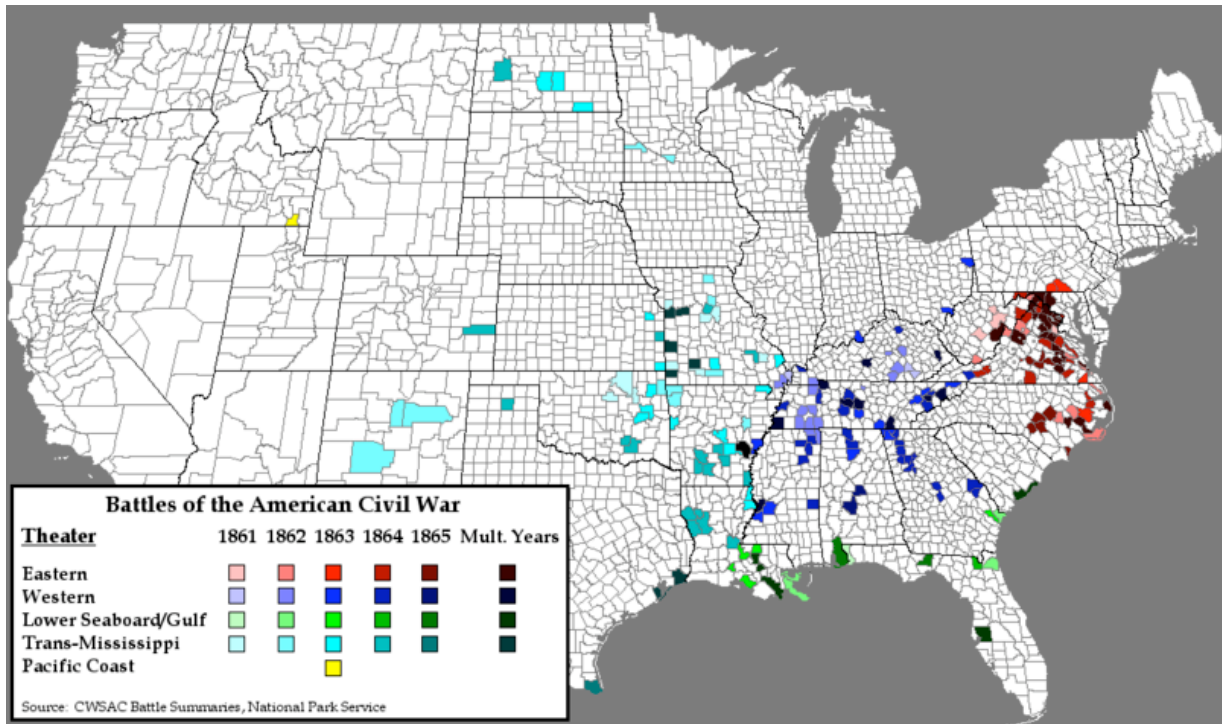 Battles of the American Civil War
Theater 1861 1862 1863 1864 1865 Mult. Years
Eastern
Western
Lower Seaboard/Gulf
Trans-Mississippi
Pacific Coast
Source: CWSAC Battle Summaries, National Park Service